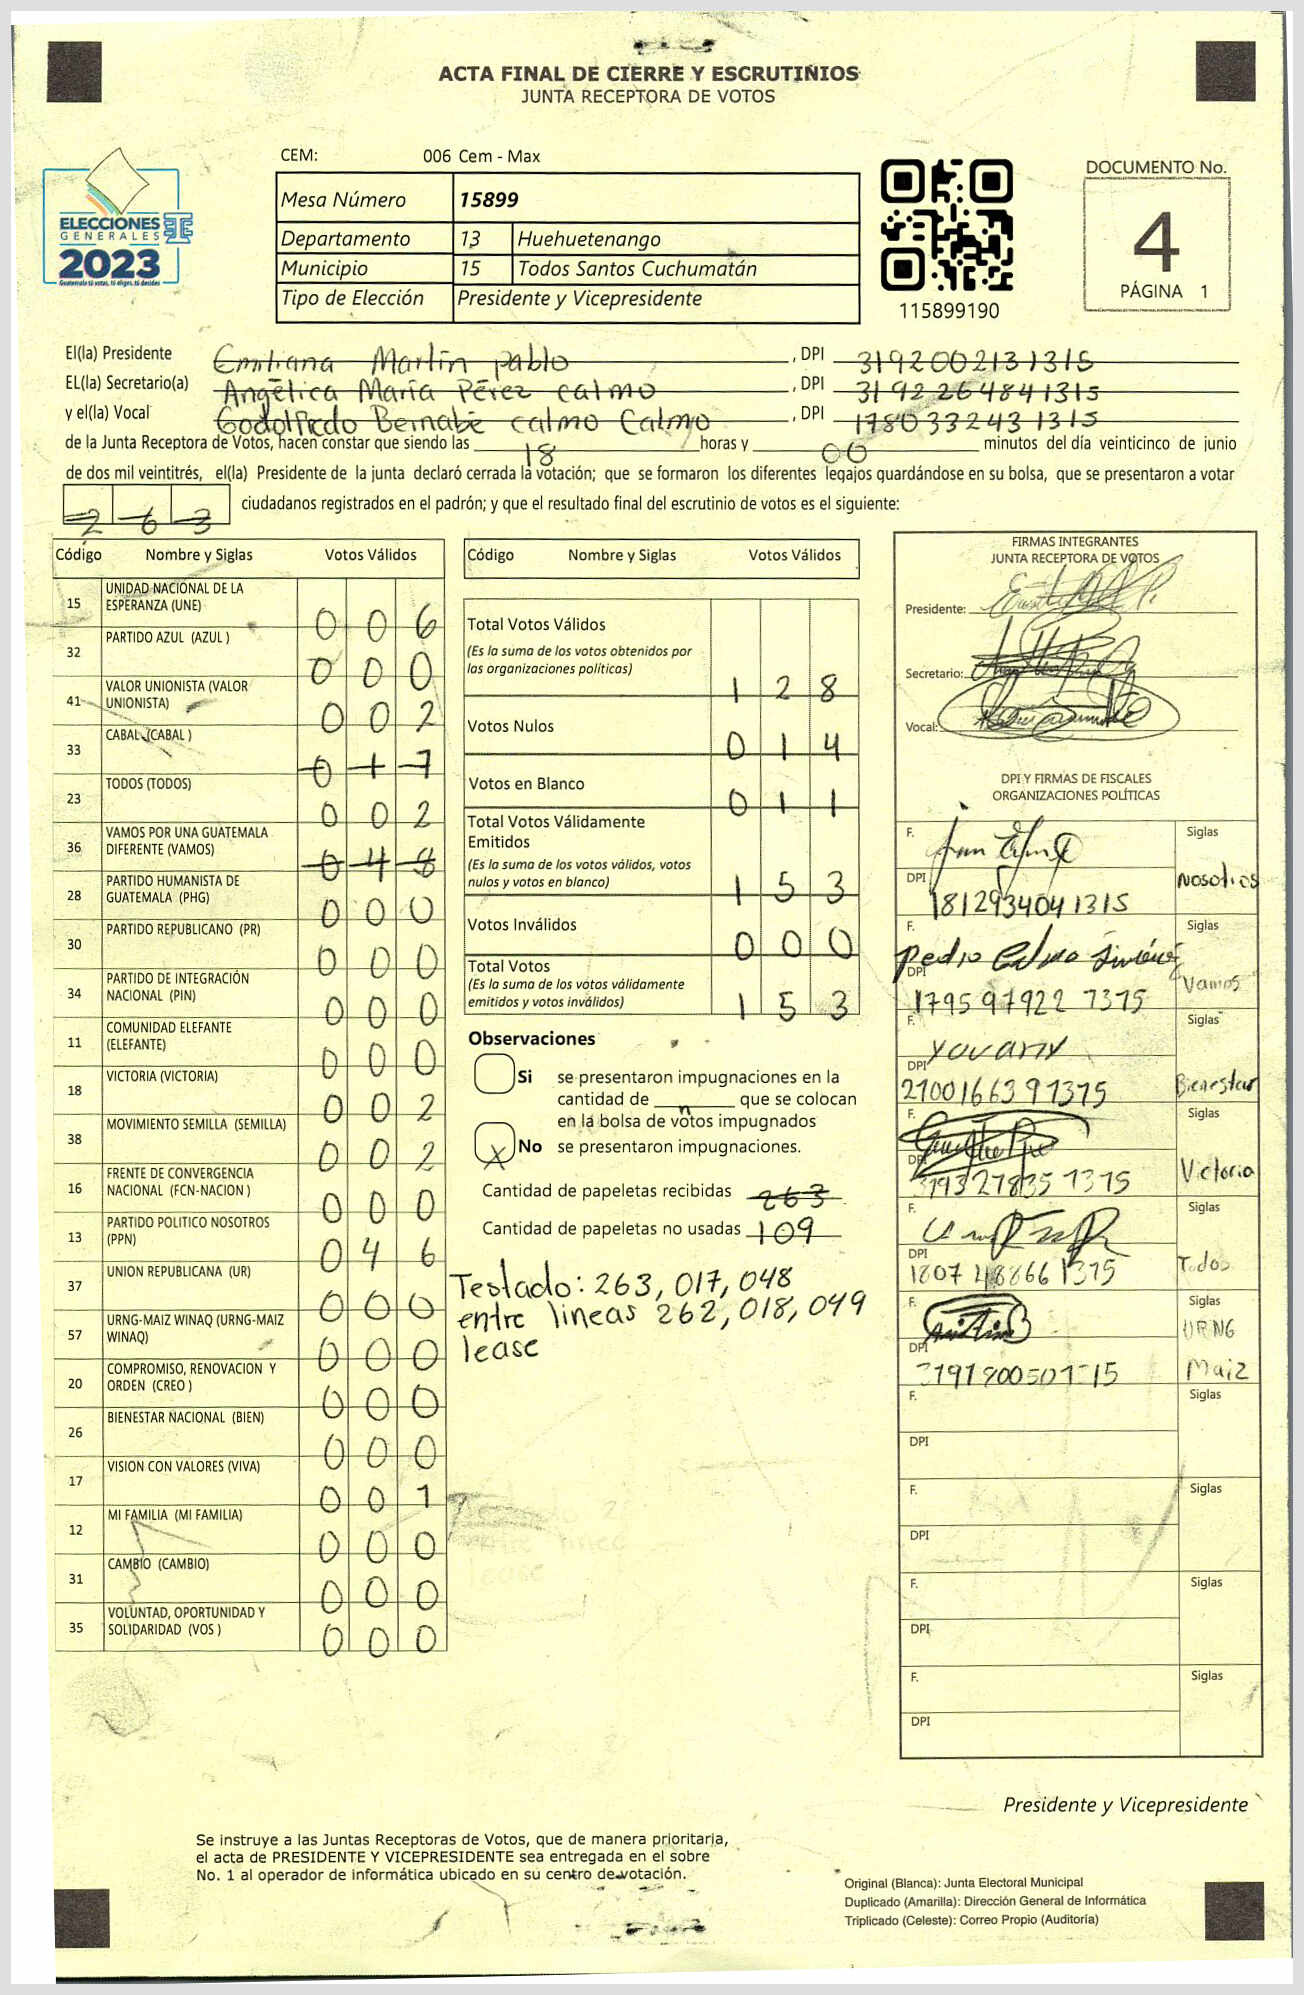 ACTA FINAL DE CIERRE Y ESCRUTINIOS
JUNTA RECEPTORA DE VOTOS
CEM: 006 Cem - Max
ELECCIONES
GENERALES
2023
Guatemala tú votas, tú eliges, tú decides
Mesa Número 15899
Departamento 13 Huehuetenango
Municipio 15 Todos Santos Cuchumatán
Tipo de Elección Presidente y Vicepresidente
115899190
DOCUMENTO No.
4
PÁGINA 1
El(la) Presidente Emiliana Martín pablo , DPI 3192002131315
EL(la) Secretario(a) Angélica María Pérez calmo , DPI 3192264841315
y el(la) Vocal Godolfredo Bernabé calmo Calmo , DPI 1780332431315
de la Junta Receptora de Votos, hacen constar que siendo las 18 horas y 00 minutos del día veinticinco de junio
de dos mil veintitrés, el(la) Presidente de la junta declaró cerrada la votación; que se formaron los diferentes legajos guardándose en su bolsa, que se presentaron a votar
263 ciudadanos registrados en el padrón; y que el resultado final del escrutinio de votos es el siguiente:
Código Nombre y Siglas Votos Válidos
15 UNIDAD NACIONAL DE LA ESPERANZA (UNE) 0 0 6
32 PARTIDO AZUL (AZUL ) 0 0 0
41 VALOR UNIONISTA (VALOR UNIONISTA) 0 0 2
33 CABAL (CABAL ) 0 1 7
23 TODOS (TODOS) 0 0 2
36 VAMOS POR UNA GUATEMALA DIFERENTE (VAMOS) 0 4 8
28 PARTIDO HUMANISTA DE GUATEMALA (PHG) 0 0 0
30 PARTIDO REPUBLICANO (PR) 0 0 0
34 PARTIDO DE INTEGRACIÓN NACIONAL (PIN) 0 0 0
11 COMUNIDAD ELEFANTE (ELEFANTE) 0 0 0
18 VICTORIA (VICTORIA) 0 0 2
38 MOVIMIENTO SEMILLA (SEMILLA) 0 0 2
16 FRENTE DE CONVERGENCIA NACIONAL (FCN-NACION ) 0 0 0
13 PARTIDO POLITICO NOSOTROS (PPN) 0 4 6
37 UNION REPUBLICANA (UR) 0 0 0
57 URNG-MAIZ WINAQ (URNG-MAIZ WINAQ) 0 0 0
20 COMPROMISO, RENOVACION Y ORDEN (CREO ) 0 0 0
26 BIENESTAR NACIONAL (BIEN) 0 0 0
17 VISION CON VALORES (VIVA) 0 0 1
12 MI FAMILIA (MI FAMILIA) 0 0 0
31 CAMBIO (CAMBIO) 0 0 0
35 VOLUNTAD, OPORTUNIDAD Y SOLIDARIDAD (VOS ) 0 0 0
Código Nombre y Siglas Votos Válidos
Total Votos Válidos
(Es la suma de los votos obtenidos por
las organizaciones políticas) 1 2 8
Votos Nulos 0 1 4
Votos en Blanco 0 1 1
Total Votos Válidamente
Emitidos
(Es la suma de los votos válidos, votos
nulos y votos en blanco) 1 5 3
Votos Inválidos 0 0 0
Total Votos
(Es la suma de los votos válidamente
emitidos y votos inválidos) 1 5 3
Observaciones
Si se presentaron impugnaciones en la
cantidad de n que se colocan
en la bolsa de votos impugnados
X No se presentaron impugnaciones.
Cantidad de papeletas recibidas 263
Cantidad de papeletas no usadas 109
Testado: 263, 017, 048
entre lineas 262, 018, 049
lease
FIRMAS INTEGRANTES
JUNTA RECEPTORA DE VOTOS
Presidente:
Secretario:
Vocal:
DPI Y FIRMAS DE FISCALES
ORGANIZACIONES POLÍTICAS
F. Siglas
DPI 1812934041315 Nosotros
F. Pedro Calmo Siglas
DPI 1795979221315 Vamos
F. Yovany Siglas
DPI 2100166391315 Bienestar
F. Siglas
DPI Victoria
F. Siglas
DPI Todos
F. Siglas URNG
DPI Maiz
F. Siglas
DPI
F. Siglas
DPI
F. Siglas
DPI
F. Siglas
DPI
Presidente y Vicepresidente
Se instruye a las Juntas Receptoras de Votos, que de manera prioritaria,
el acta de PRESIDENTE Y VICEPRESIDENTE sea entregada en el sobre
No. 1 al operador de informática ubicado en su centro de votación.
Original (Blanca): Junta Electoral Municipal
Duplicado (Amarilla): Dirección General de Informática
Triplicado (Celeste): Correo Propio (Auditoría)